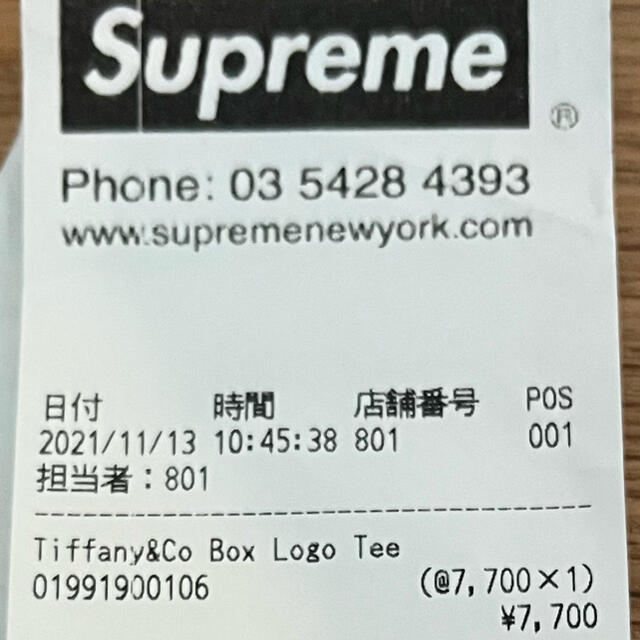 Supreme
®
Phone: 03 5428 4393
www.supremenewyork.com
日付 時間 店舗番号 POS
2021/11/13 10:45:38 801 001
担当者：801
Tiffany&Co Box Logo Tee
01991900106 (@7,700×1)
¥7,700